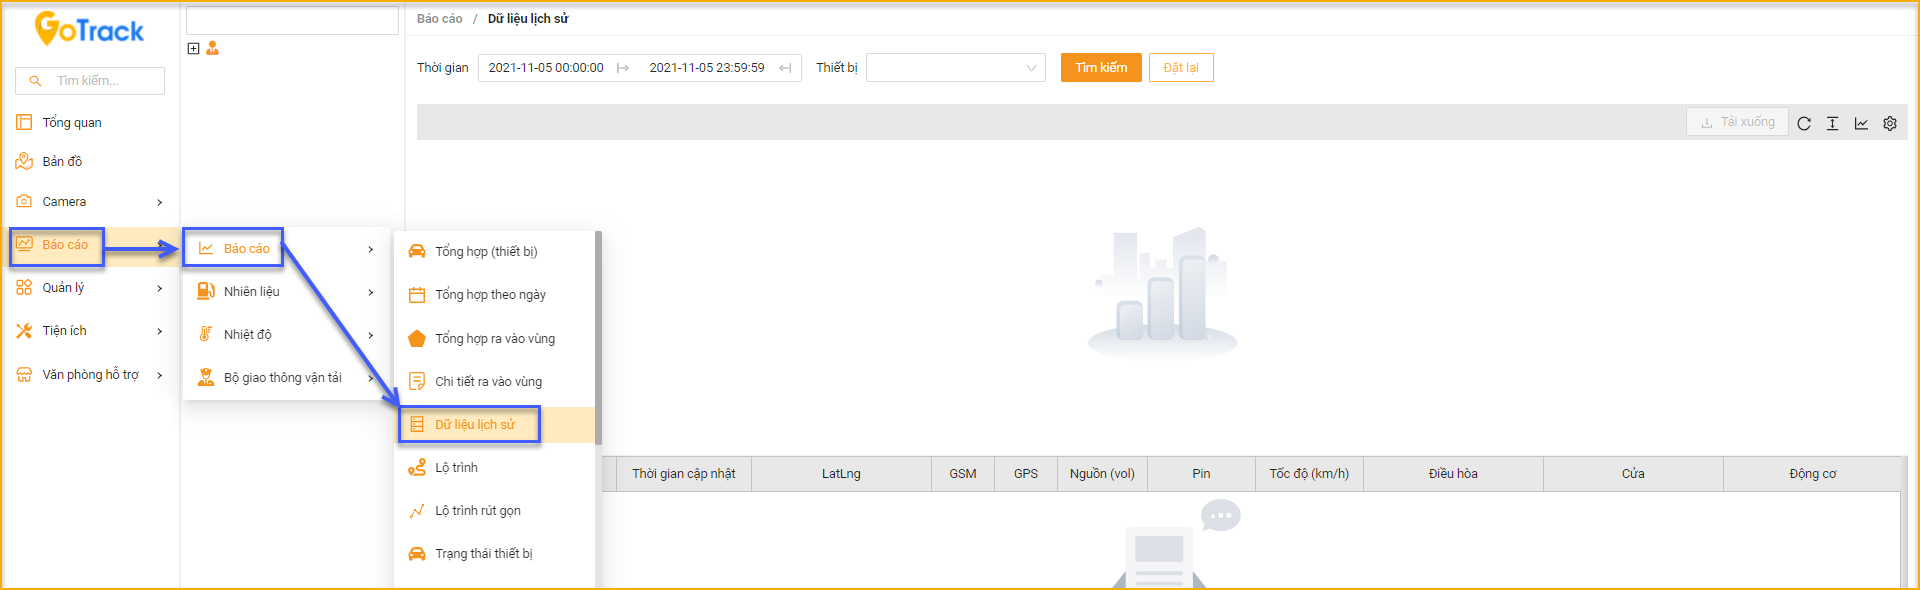 GoTrack
Tìm kiếm...
Tổng quan
Bản đồ
Camera
Báo cáo
Quản lý
Tiện ích
Văn phòng hỗ trợ
Báo cáo
Nhiên liệu
Nhiệt độ
Bộ giao thông vận tải
Tổng hợp (thiết bị)
Tổng hợp theo ngày
Tổng hợp ra vào vùng
Chi tiết ra vào vùng
Dữ liệu lịch sử
Lộ trình
Lộ trình rút gọn
Trạng thái thiết bị
Báo cáo / Dữ liệu lịch sử
Thời gian 2021-11-05 00:00:00 2021-11-05 23:59:59 Thiết bị Tìm kiếm Đặt lại
Tải xuống
Thời gian cập nhật LatLng GSM GPS Nguồn (vol) Pin Tốc độ (km/h) Điều hòa Cửa Động cơ